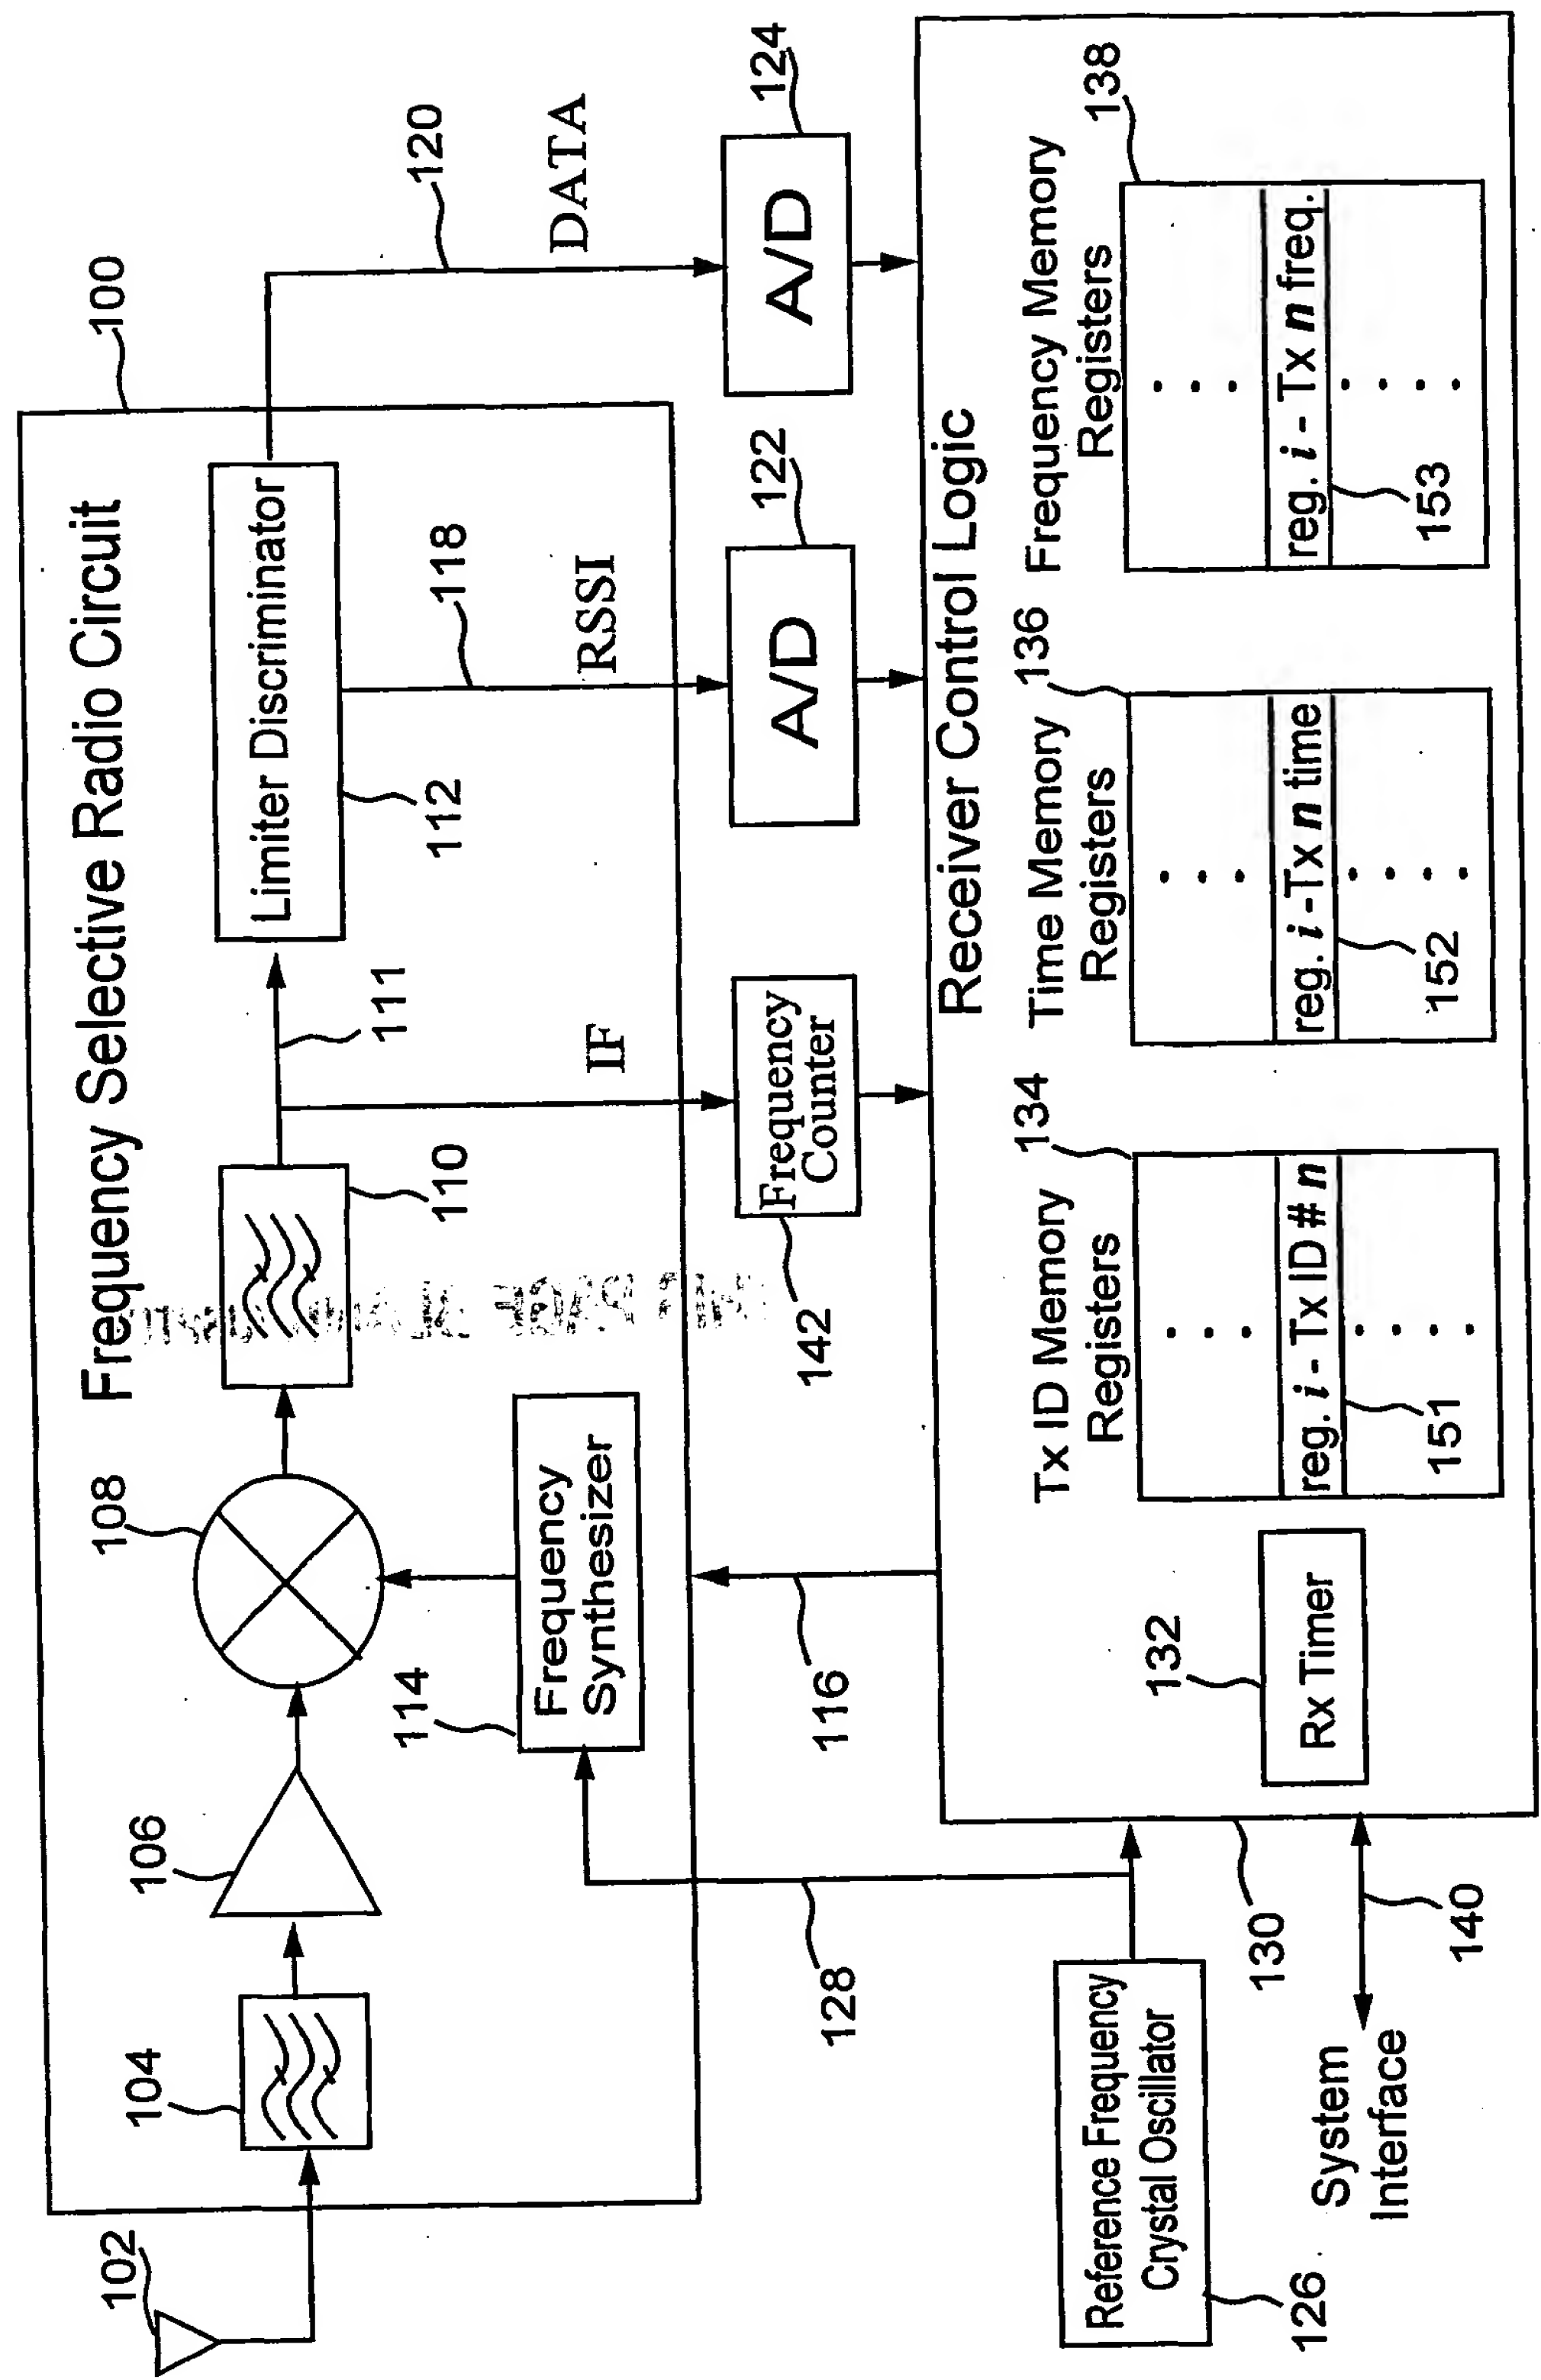 Frequency Selective Radio Circuit
100
102
104
106
108
110
111
Limiter Discriminator
112
Frequency
Synthesizer
114
116
118
RSSI
120
DATA
IF
Frequency
Counter
142
A/D
122
A/D
124
128
Reference Frequency
Crystal Oscillator
126
130
System
Interface
140
Receiver Control Logic
Rx Timer
132
Tx ID Memory
Registers
134
reg. i - Tx ID # n
151
Time Memory
Registers
136
reg. i -Tx n time
152
Frequency Memory
Registers
138
reg. i - Tx n freq.
153